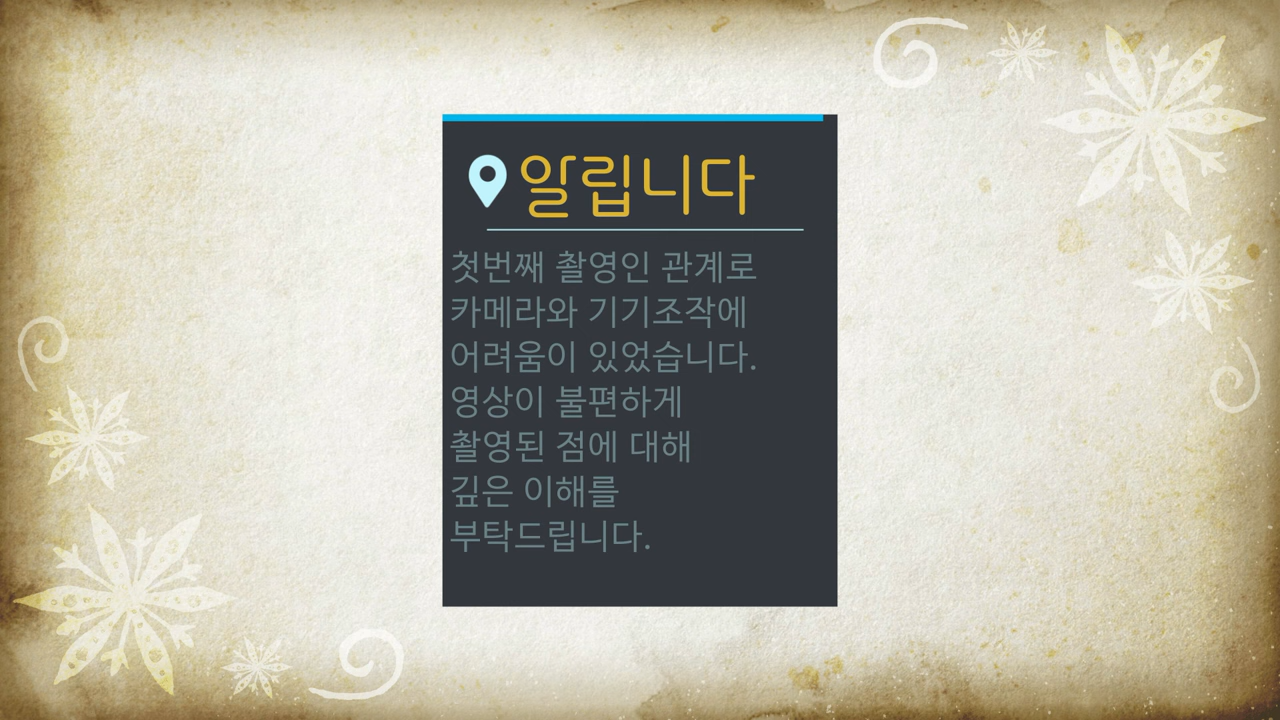 알립니다
첫번째 촬영인 관계로
카메라와 기기조작에
어려움이 있었습니다.
영상이 불편하게
촬영된 점에 대해
깊은 이해를
부탁드립니다.